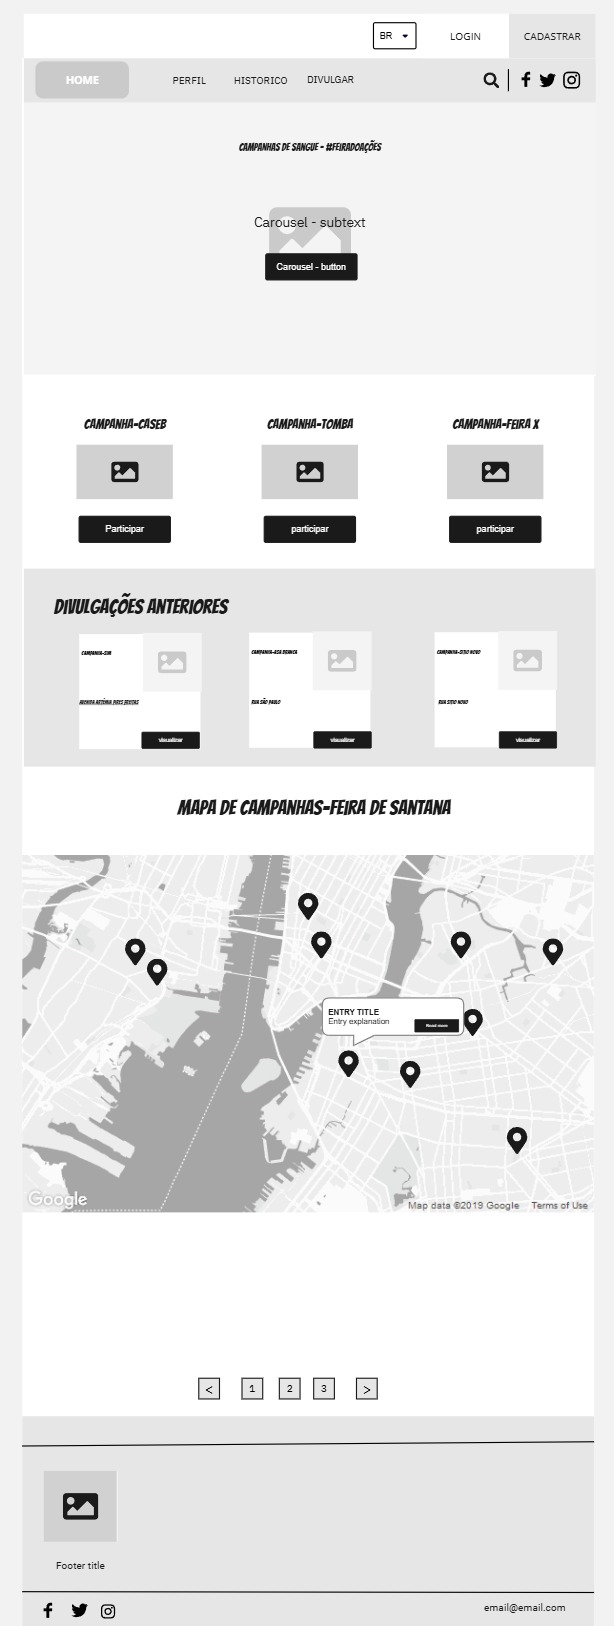 BR LOGIN CADASTRAR
HOME PERFIL HISTORICO DIVULGAR
CAMPANHAS DE SANGUE - #FEIRADOAÇÕES
Carousel - subtext
Carousel - button
CAMPANHA-CASEB CAMPANHA-TOMBA CAMPANHA-FEIRA X
Participar participar participar
DIVULGAÇÕES ANTERIORES
CAMPANHA-SIM CAMPANHA-ASA BRANCA CAMPANHA-SITIO NOVO
AVENIDA ARTÊMIA PIRES FREITAS RUA SÃO PAULO RUA SITIO NOVO
visualizar visualizar visualizar
MAPA DE CAMPANHAS-FEIRA DE SANTANA
ENTRY TITLE
Entry explanation
Read more
Google Map data ©2019 Google Terms of Use
< 1 2 3 >
Footer title
email@email.com